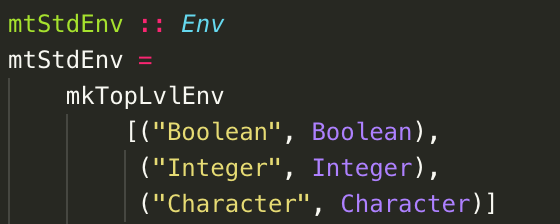 mtStdEnv :: Env
mtStdEnv =
    mkTopLvlEnv
        [("Boolean", Boolean),
         ("Integer", Integer),
         ("Character", Character)]